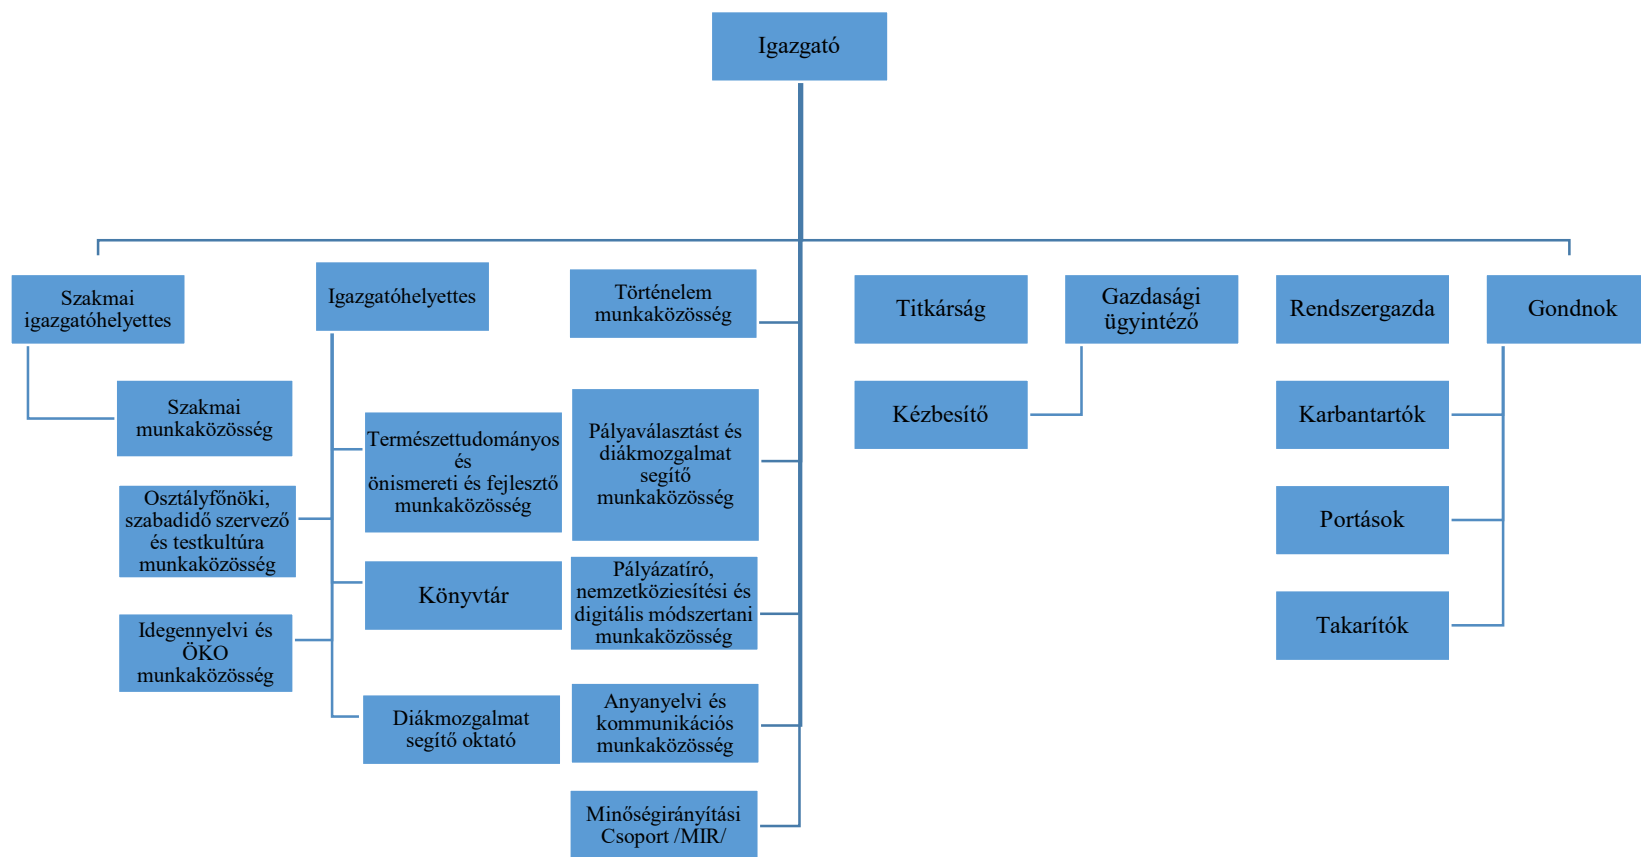 Igazgató
Szakmai
igazgatóhelyettes
Igazgatóhelyettes
Történelem
munkaközösség
Titkárság
Gazdasági
ügyintéző
Rendszergazda
Gondnok
Szakmai
munkaközösség
Természettudományos
és
önismereti és fejlesztő
munkaközösség
Pályaválasztást és
diákmozgalmat
segítő
munkaközösség
Kézbesítő
Karbantartók
Osztályfőnöki,
szabadidő szervező
és testkultúra
munkaközösség
Portások
Könyvtár
Pályázatíró,
nemzetköziesítési és
digitális módszertani
munkaközösség
Takarítók
Idegennyelvi és
ÖKO
munkaközösség
Diákmozgalmat
segítő oktató
Anyanyelvi és
kommunikációs
munkaközösség
Minőségirányítási
Csoport /MIR/